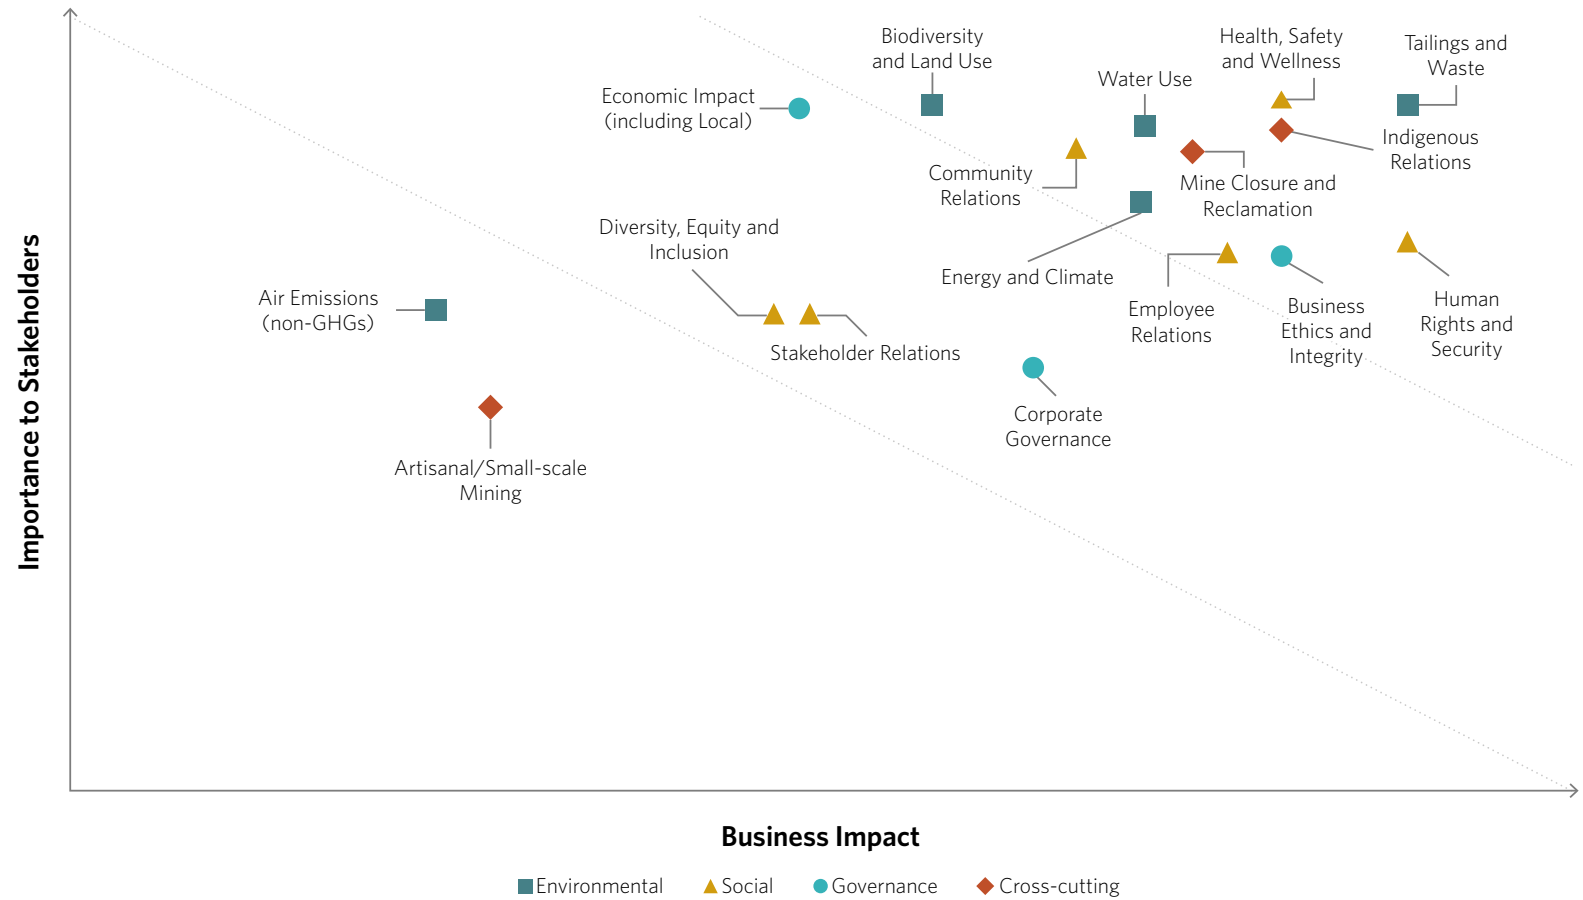 Biodiversity
and Land Use
Health, Safety
and Wellness
Tailings and
Waste
Water Use
Economic Impact
(including Local)
Indigenous
Relations
Community
Relations
Mine Closure and
Reclamation
Diversity, Equity and
Inclusion
Energy and Climate
Air Emissions
(non-GHGs)
Employee
Relations
Business
Ethics and
Integrity
Human
Rights and
Security
Stakeholder Relations
Corporate
Governance
Artisanal/Small-scale
Mining
Importance to Stakeholders
Business Impact
Environmental
Social
Governance
Cross-cutting